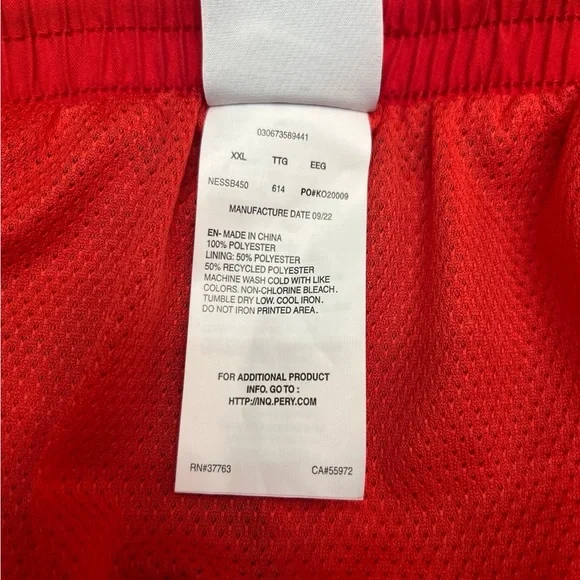 030673589441
XXL TTG EEG
NESSB450 614 PO#KO20009
MANUFACTURE DATE 09/22
EN- MADE IN CHINA
100% POLYESTER
LINING: 50% POLYESTER
50% RECYCLED POLYESTER
MACHINE WASH COLD WITH LIKE
COLORS. NON-CHLORINE BLEACH.
TUMBLE DRY LOW. COOL IRON.
DO NOT IRON PRINTED AREA.
FOR ADDITIONAL PRODUCT
INFO. GO TO :
HTTP://INQ.PERY.COM
RN#37763 CA#55972